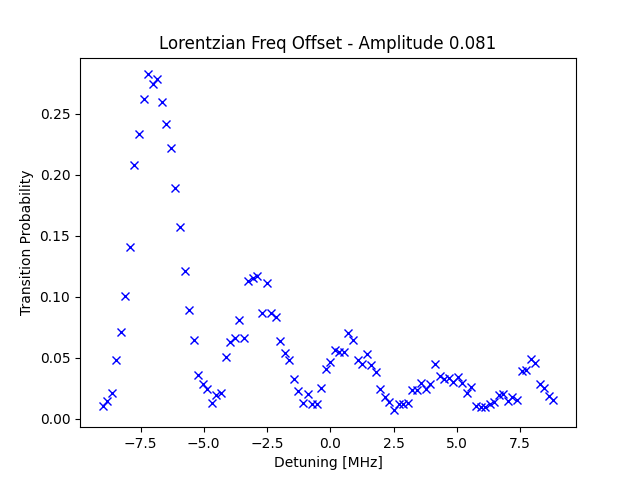 Lorentzian Freq Offset - Amplitude 0.081
0.25
0.20
0.15
0.10
0.05
0.00
Transition Probability
−7.5 −5.0 −2.5 0.0 2.5 5.0 7.5
Detuning [MHz]